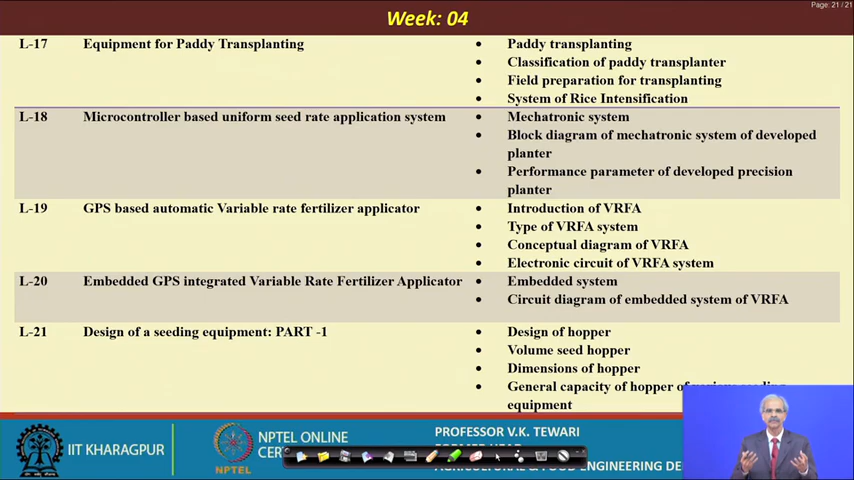 Page: 21 / 21
Week: 04
L-17 Equipment for Paddy Transplanting
• Paddy transplanting
• Classification of paddy transplanter
• Field preparation for transplanting
• System of Rice Intensification
L-18 Microcontroller based uniform seed rate application system
• Mechatronic system
• Block diagram of mechatronic system of developed
planter
• Performance parameter of developed precision
planter
L-19 GPS based automatic Variable rate fertilizer applicator
• Introduction of VRFA
• Type of VRFA system
• Conceptual diagram of VRFA
• Electronic circuit of VRFA system
L-20 Embedded GPS integrated Variable Rate Fertilizer Applicator
• Embedded system
• Circuit diagram of embedded system of VRFA
L-21 Design of a seeding equipment: PART -1
• Design of hopper
• Volume seed hopper
• Dimensions of hopper
• General capacity of hopper of
equipment
IIT KHARAGPUR
NPTEL
NPTEL ONLINE
PROFESSOR V.K. TEWARI